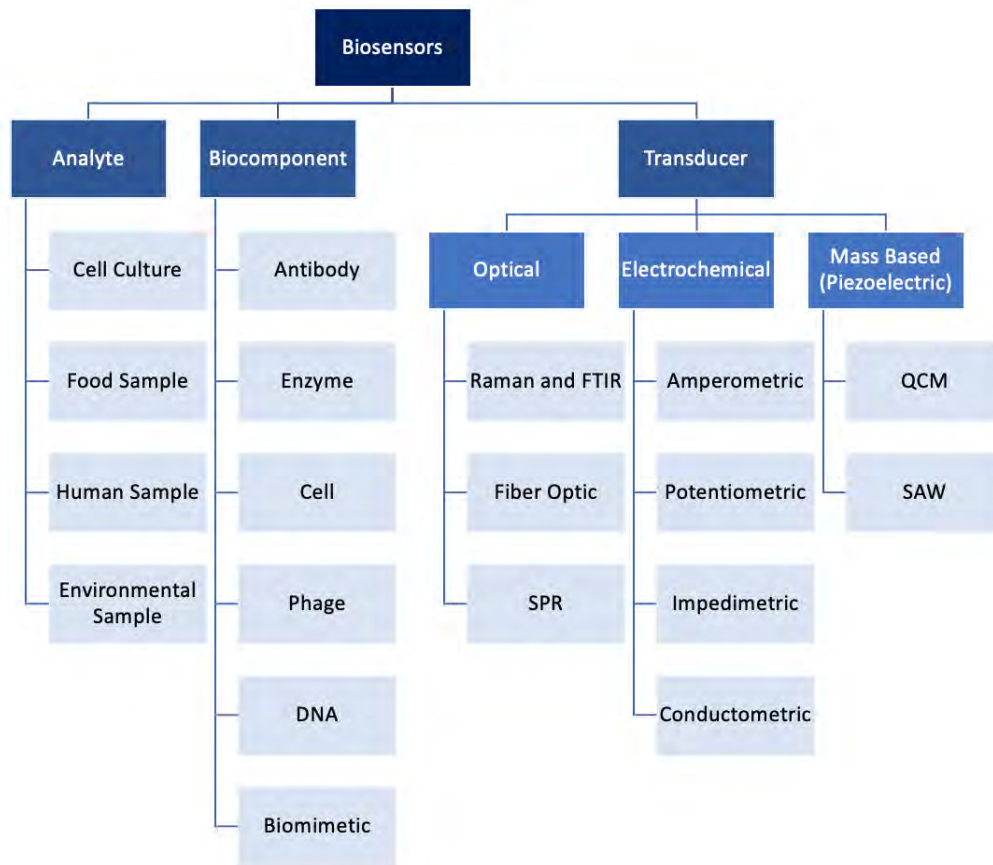 Biosensors
Analyte
Biocomponent
Transducer
Cell Culture
Food Sample
Human Sample
Environmental
Sample
Antibody
Enzyme
Cell
Phage
DNA
Biomimetic
Optical
Raman and FTIR
Fiber Optic
SPR
Electrochemical
Amperometric
Potentiometric
Impedimetric
Conductometric
Mass Based
(Piezoelectric)
QCM
SAW